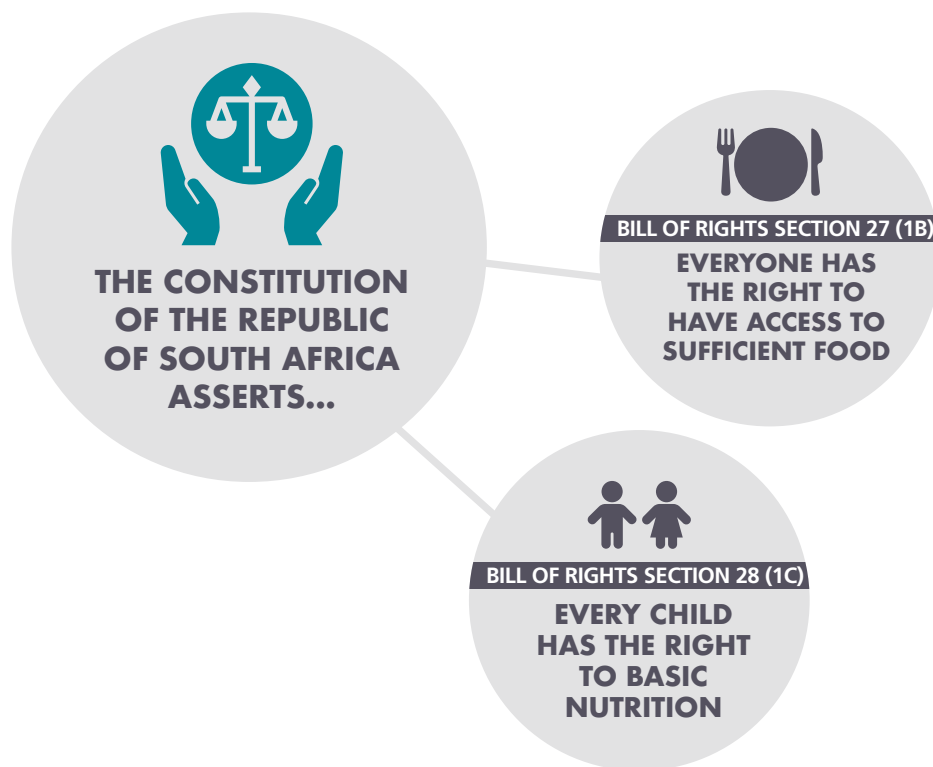 THE CONSTITUTION
OF THE REPUBLIC
OF SOUTH AFRICA
ASSERTS...
BILL OF RIGHTS SECTION 27 (1B)
EVERYONE HAS
THE RIGHT TO
HAVE ACCESS TO
SUFFICIENT FOOD
BILL OF RIGHTS SECTION 28 (1C)
EVERY CHILD
HAS THE RIGHT
TO BASIC
NUTRITION